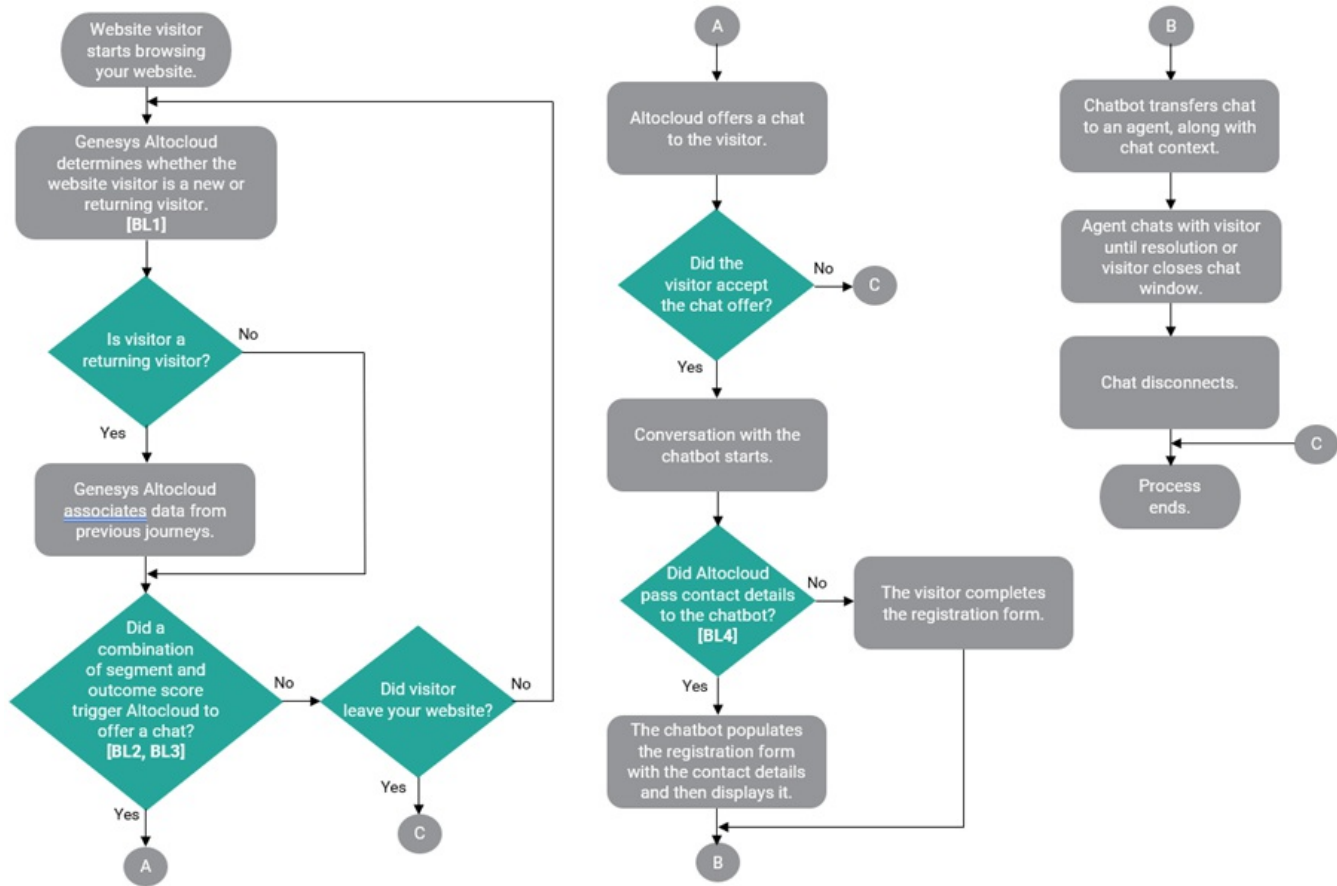 Website visitor
starts browsing
your website.
Genesys Altocloud
determines whether the
website visitor is a new or
returning visitor.
[BL1]
Is visitor a
returning visitor?
No
Yes
Genesys Altocloud
associates data from
previous journeys.
Did a
combination
of segment and
outcome score
trigger Altocloud to
offer a chat?
[BL2, BL3]
No
Yes
A
Did visitor
leave your website?
No
Yes
C
A
Altocloud offers a chat
to the visitor.
Did the
visitor accept
the chat offer?
No
C
Yes
Conversation with the
chatbot starts.
Did Altocloud
pass contact details
to the chatbot?
[BL4]
No
The visitor completes
the registration form.
Yes
The chatbot populates
the registration form
with the contact details
and then displays it.
B
B
Chatbot transfers chat
to an agent, along with
chat context.
Agent chats with visitor
until resolution or
visitor closes chat
window.
Chat disconnects.
C
Process
ends.